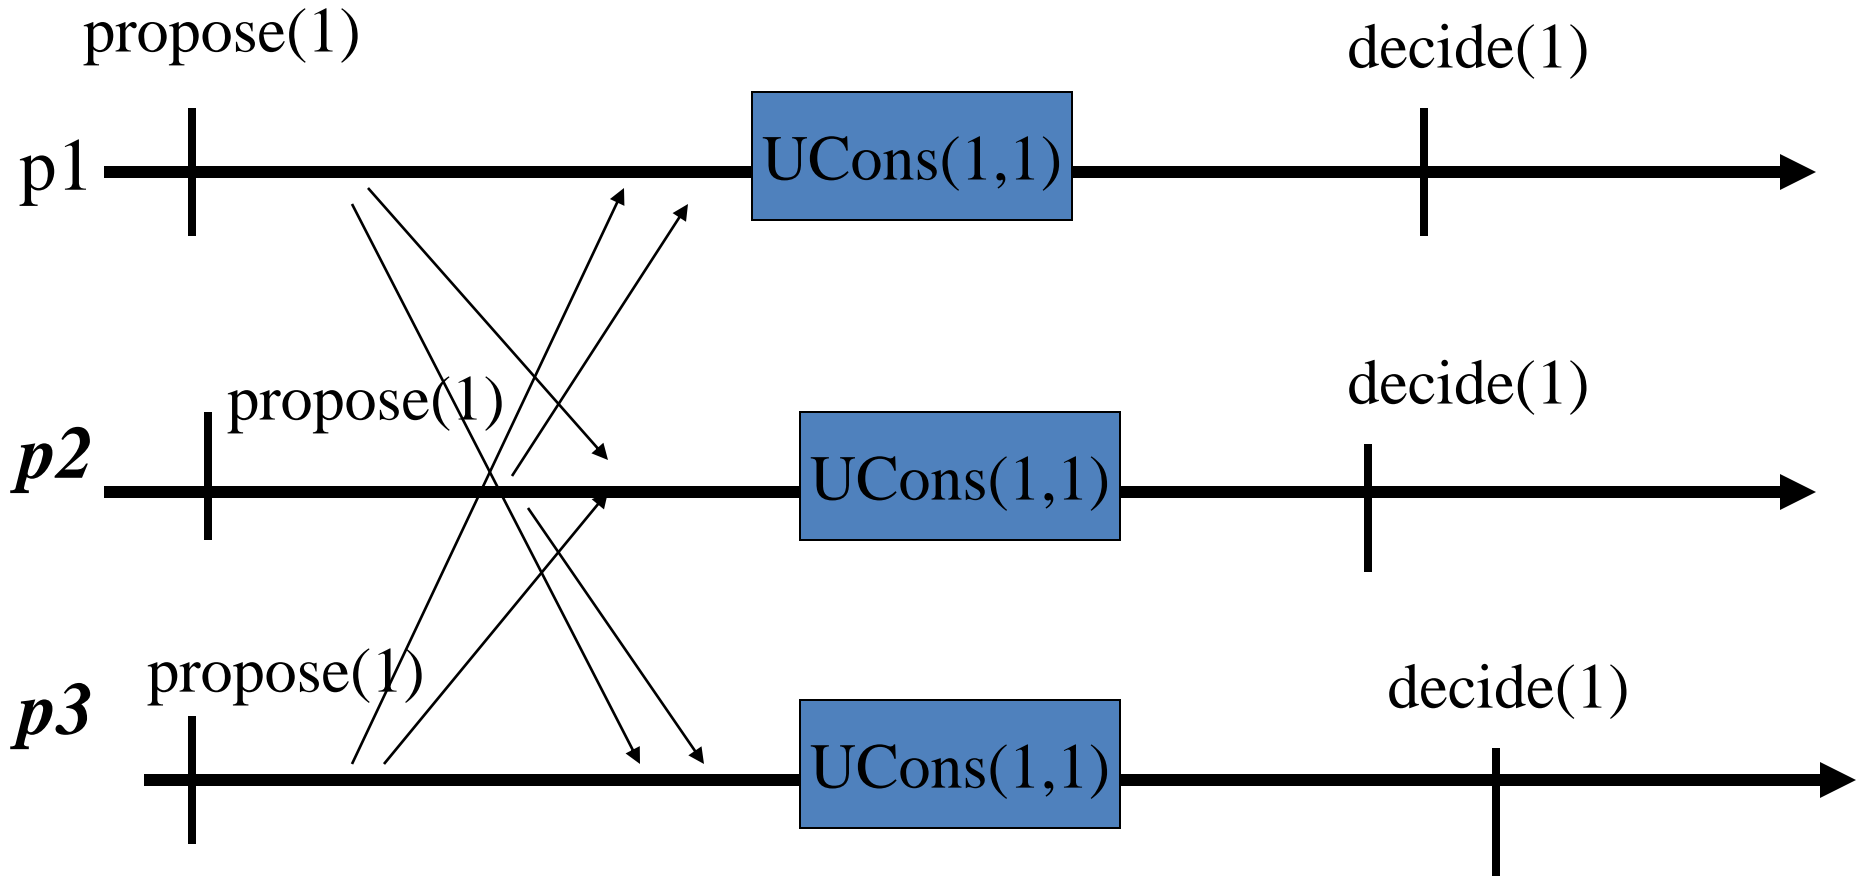 propose(1)
decide(1)
p1
UCons(1,1)
propose(1)
decide(1)
p2
UCons(1,1)
propose(1)
decide(1)
p3
UCons(1,1)